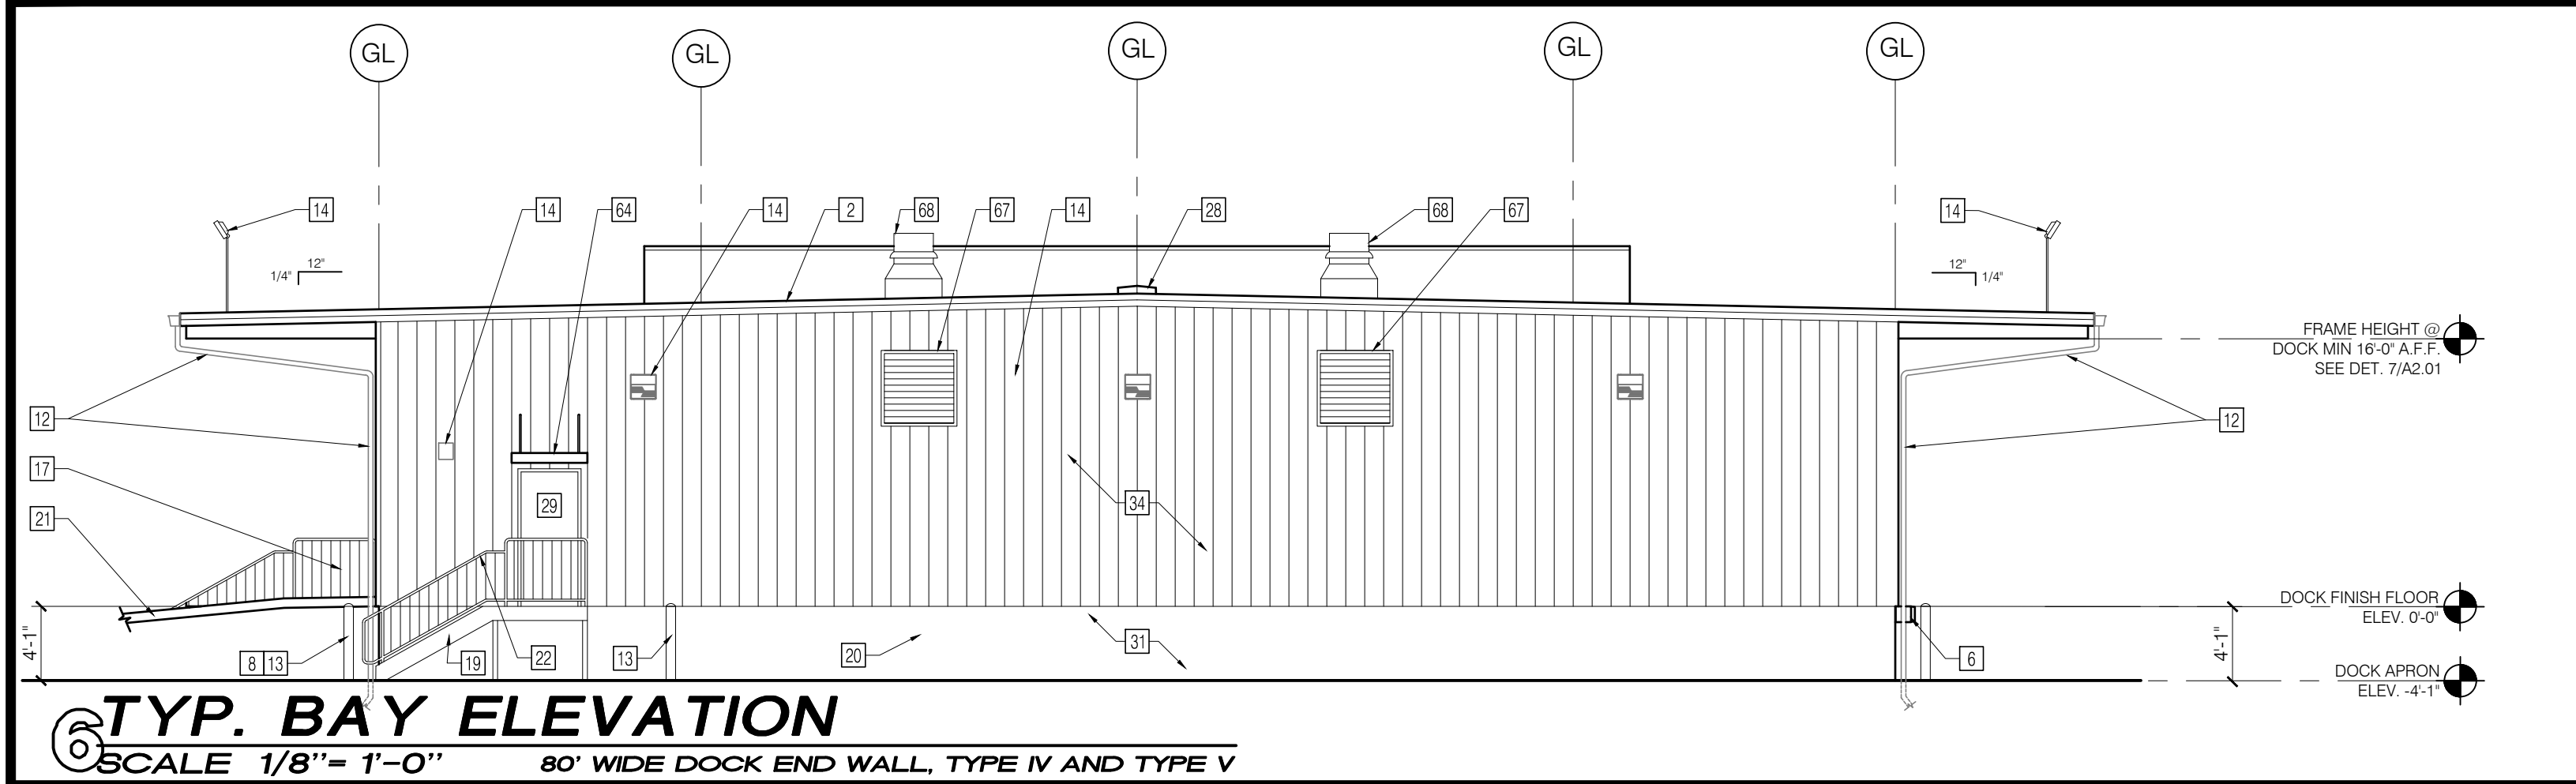 GL GL GL GL GL
14 14 64 14 2 68 67 14 28 68 67 14
12"
1/4"
12"
1/4"
FRAME HEIGHT @
DOCK MIN 16'-0" A.F.F.
SEE DET. 7/A2.01
12
12
17
29
34
21
DOCK FINISH FLOOR
ELEV. 0'-0"
4'-1"
4'-1"
8 13 19 22 13 20 31 6
DOCK APRON
ELEV. -4'-1"
6 TYP. BAY ELEVATION
SCALE 1/8''= 1'-0'' 80' WIDE DOCK END WALL, TYPE IV AND TYPE V